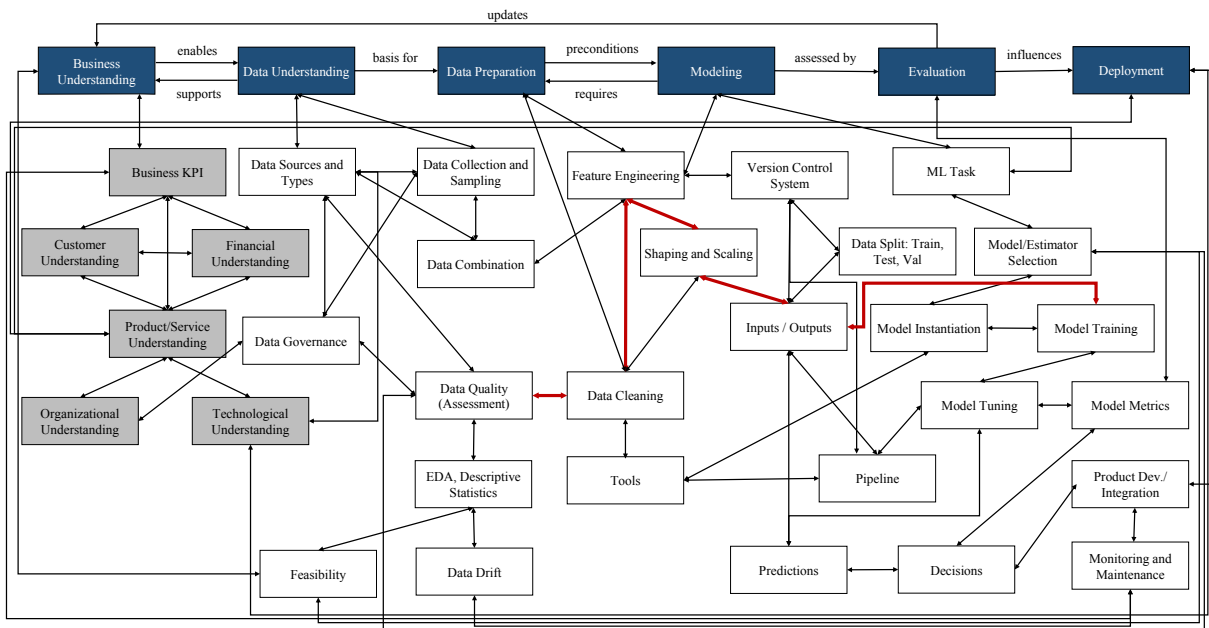 updates
Business
Understanding
enables
supports
Data Understanding
basis for
Data Preparation
preconditions
requires
Modeling
assessed by
Evaluation
influences
Deployment
Business KPI
Data Sources and
Types
Data Collection and
Sampling
Feature Engineering
Version Control
System
ML Task
Customer
Understanding
Financial
Understanding
Data Combination
Shaping and Scaling
Data Split: Train,
Test, Val
Model/Estimator
Selection
Product/Service
Understanding
Data Governance
Inputs / Outputs
Model Instantiation
Model Training
Organizational
Understanding
Technological
Understanding
Data Quality
(Assessment)
Data Cleaning
Model Tuning
Model Metrics
EDA, Descriptive
Statistics
Tools
Pipeline
Product Dev./
Integration
Feasibility
Data Drift
Predictions
Decisions
Monitoring and
Maintenance